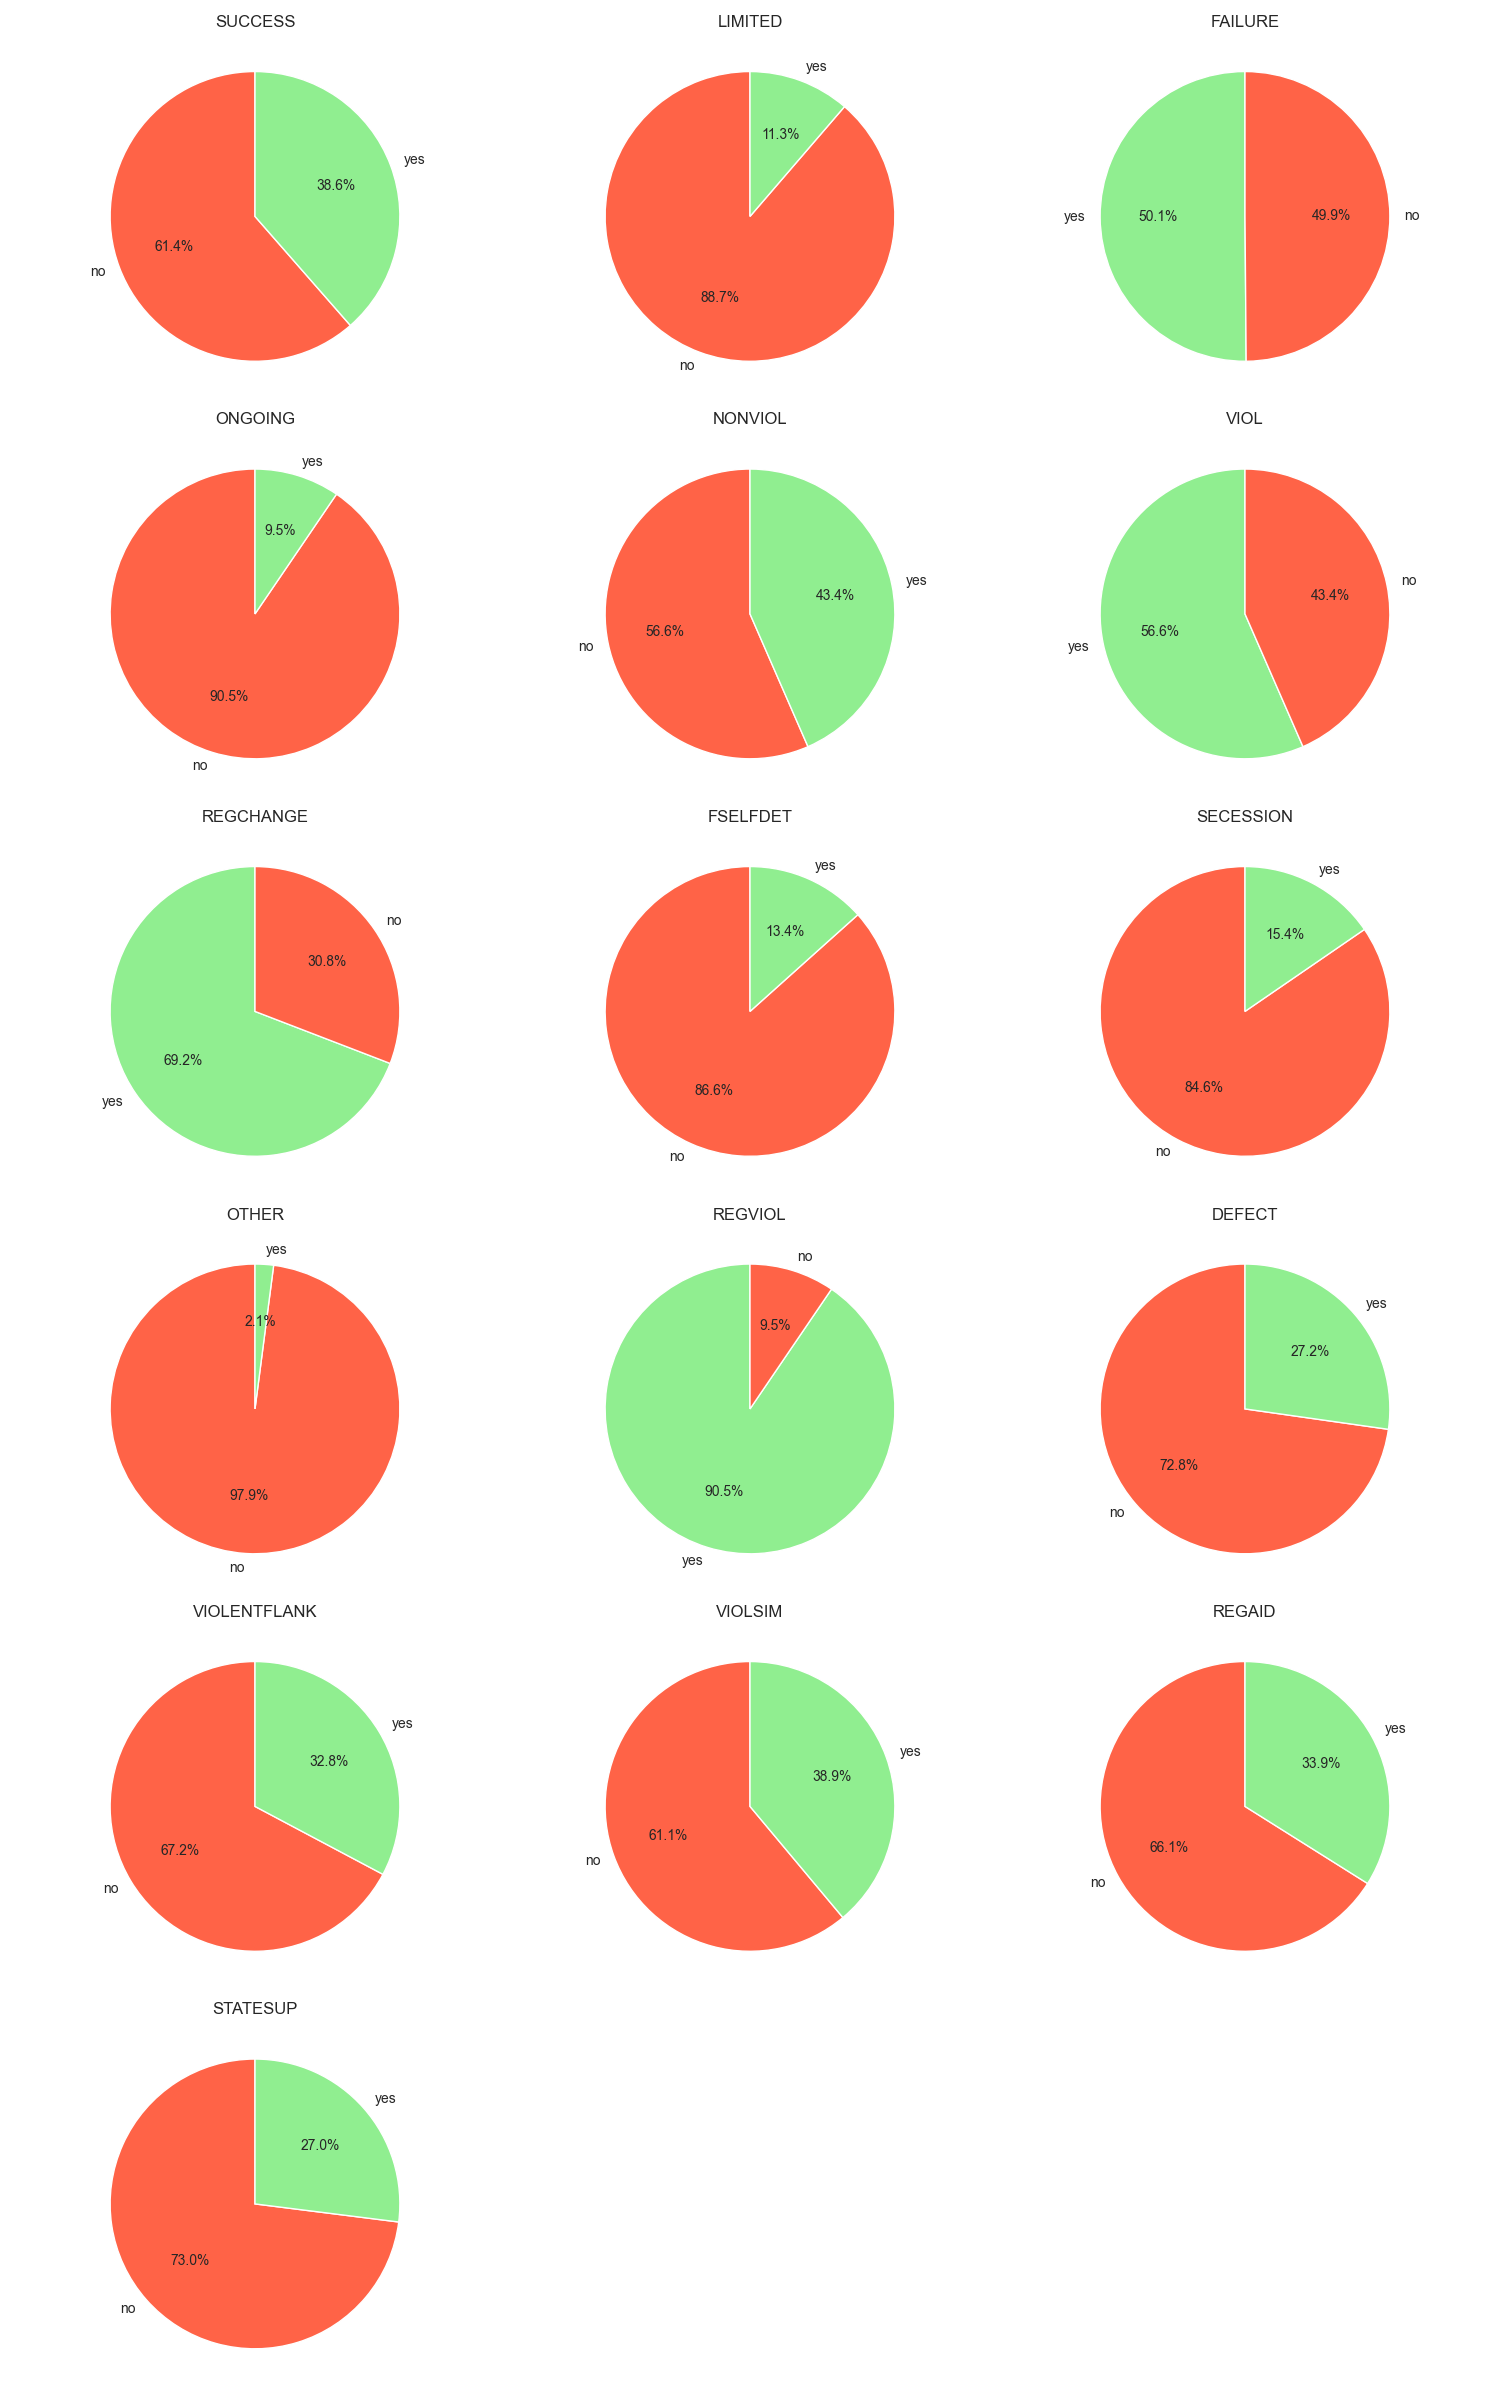 SUCCESS
yes
38.6%
61.4%
no
LIMITED
yes
11.3%
88.7%
no
FAILURE
yes
50.1%
49.9%
no
ONGOING
yes
9.5%
90.5%
no
NONVIOL
yes
43.4%
56.6%
no
VIOL
no
43.4%
56.6%
yes
REGCHANGE
no
30.8%
69.2%
yes
FSELFDET
yes
13.4%
86.6%
no
SECESSION
yes
15.4%
84.6%
no
OTHER
yes
2.1%
97.9%
no
REGVIOL
no
9.5%
90.5%
yes
DEFECT
yes
27.2%
72.8%
no
VIOLENTFLANK
yes
32.8%
67.2%
no
VIOLSIM
yes
38.9%
61.1%
no
REGAID
yes
33.9%
66.1%
no
STATESUP
yes
27.0%
73.0%
no